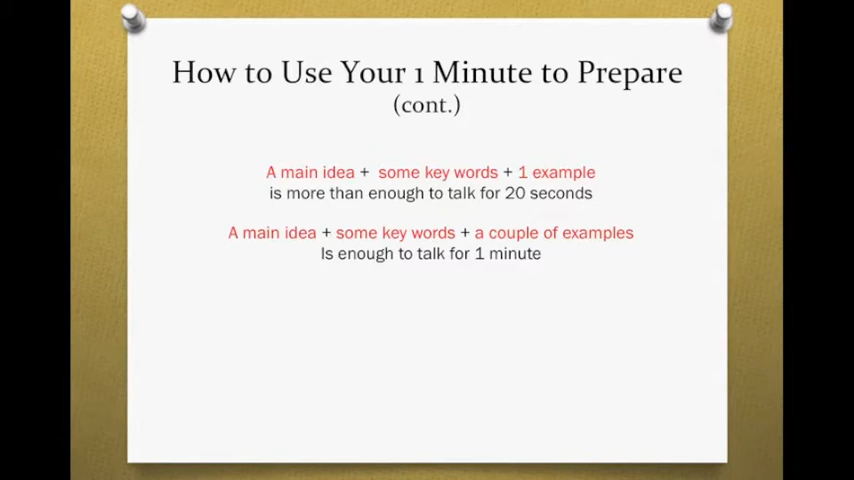 How to Use Your 1 Minute to Prepare
(cont.)
A main idea + some key words + 1 example
is more than enough to talk for 20 seconds
A main idea + some key words + a couple of examples
Is enough to talk for 1 minute